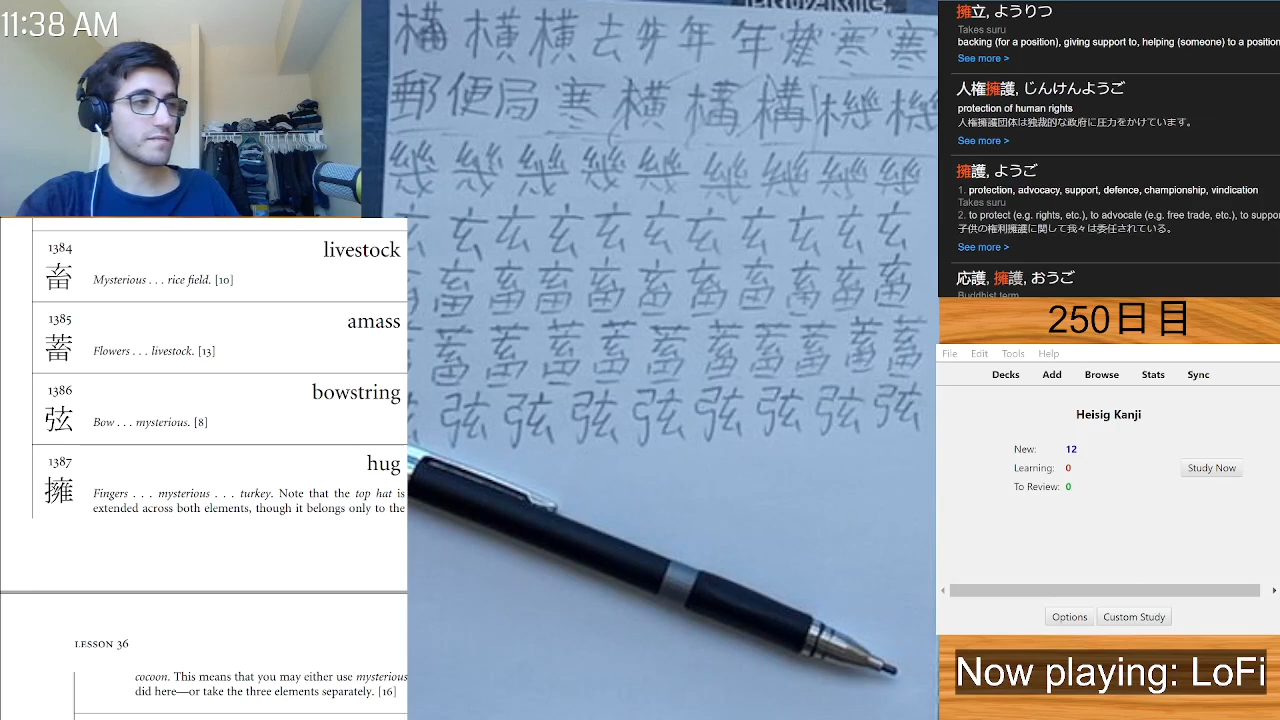 11:38 AM
構 横 横 去 年 年 年 寒 寒
郵便局 寒 横 構 構 機 機
幾 幾 幾 幾 幾 幾 幾 幾 幾
玄 玄 玄 玄 玄 玄 玄 玄
畜 畜 畜 畜 畜 畜 畜 畜 畜
蓄 蓄 蓄 蓄 蓄 蓄 蓄 蓄 蓄
弦 弦 弦 弦 弦 弦 弦 弦
1384
livestock
畜
Mysterious . . . rice field. [10]
1385
amass
蓄
Flowers . . . livestock. [13]
1386
bowstring
弦
Bow . . . mysterious. [8]
1387
hug
擁
Fingers . . . mysterious . . . turkey. Note that the top hat is
extended across both elements, though it belongs only to the
LESSON 36
cocoon. This means that you may either use mysterious
did here—or take the three elements separately. [16]
擁立, ようりつ
Takes suru
backing (for a position), giving support to, helping (someone) to a position
See more >
人権擁護, じんけんようご
protection of human rights
人権擁護団体は独裁的な政府に圧力をかけています。
See more >
擁護, ようご
1. protection, advocacy, support, defence, championship, vindication
Takes suru
2. to protect (e.g. rights, etc.), to advocate (e.g. free trade, etc.), to suppo
子供の権利擁護に関して我々は委任されている。
See more >
応護, 擁護, おうご
Buddhist term
250日目
File Edit Tools Help
Decks Add Browse Stats Sync
Heisig Kanji
New: 12
Learning: 0
Study Now
To Review: 0
Options Custom Study
Now playing: LoFi